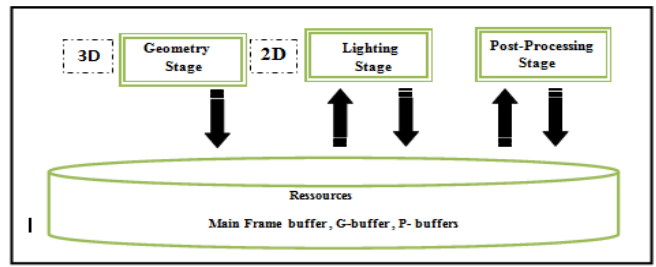 3D
Geometry
Stage
2D
Lighting
Stage
Post-Processing
Stage
Ressources
Main Frame buffer , G-buffer , P- buffers
I